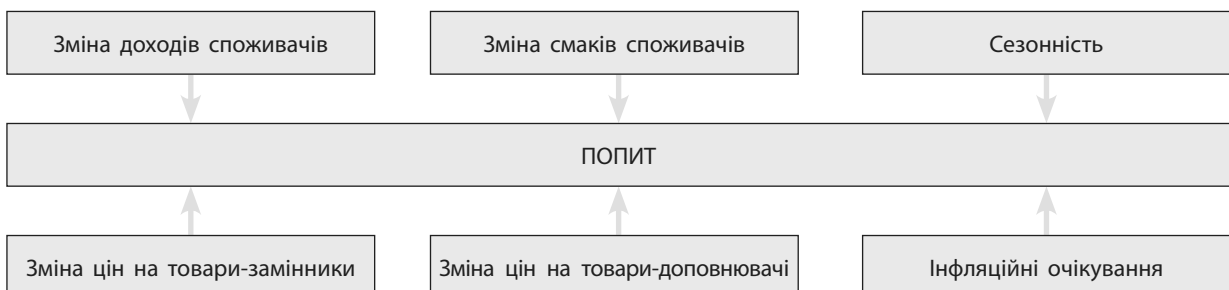 Зміна доходів споживачів
Зміна смаків споживачів
Сезонність
ПОПИТ
Зміна цін на товари-замінники
Зміна цін на товари-доповнювачі
Інфляційні очікування